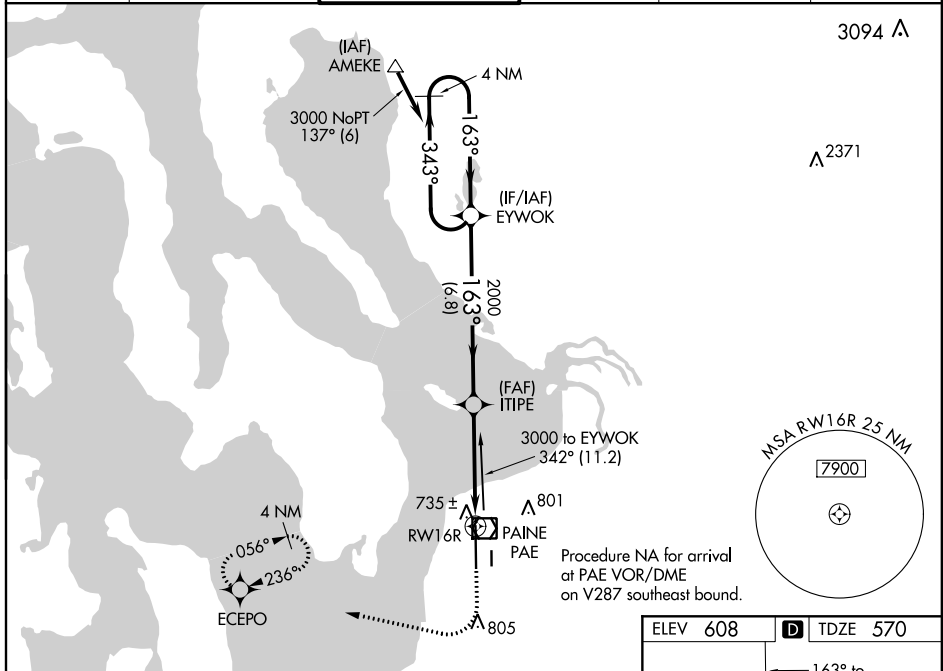 3094
(IAF)
AMEKE
4 NM
3000 NoPT
137° (6)
163°
343°
2371
(IF/IAF)
EYWOK
2000
163°
(6.8)
(FAF)
ITIPE
3000 to EYWOK
342° (11.2)
MSA RW16R 25 NM
7900
735 ±
801
RW16R
PAINE
PAE
4 NM
056°
236°
ECEPO
Procedure NA for arrival
at PAE VOR/DME
on V287 southeast bound.
805
ELEV 608 D TDZE 570
163° to